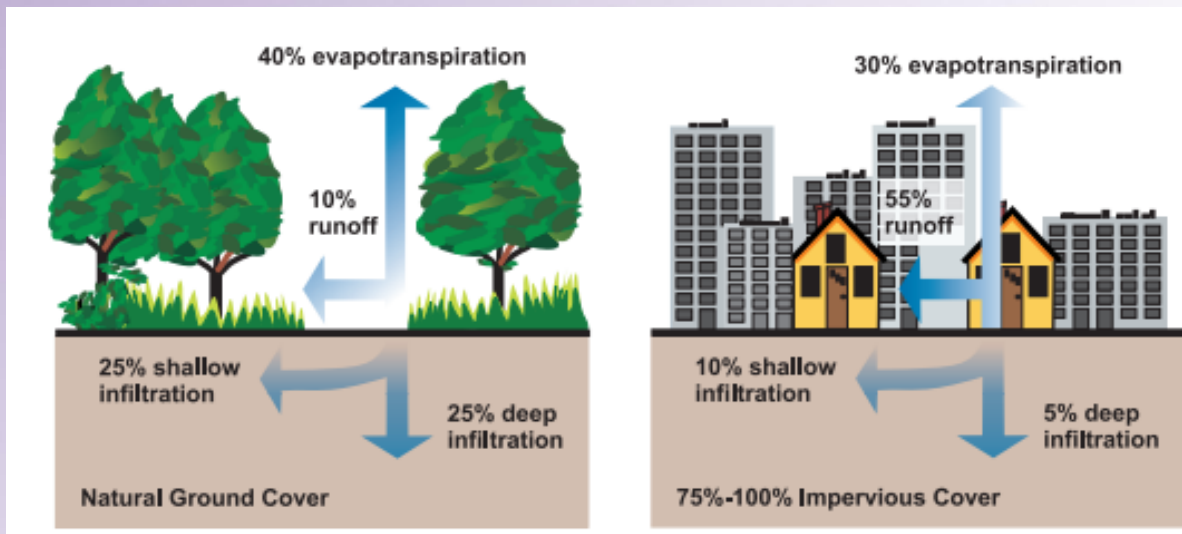 40% evapotranspiration
10%
runoff
25% shallow
infiltration
25% deep
infiltration
Natural Ground Cover
30% evapotranspiration
55%
runoff
10% shallow
infiltration
5% deep
infiltration
75%-100% Impervious Cover